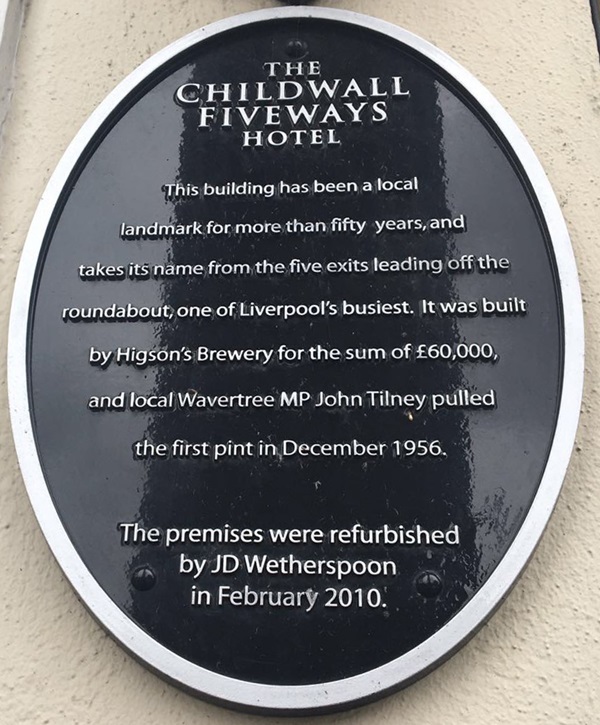 THE
CHILDWALL
FIVEWAYS
HOTEL
This building has been a local
landmark for more than fifty years, and
takes its name from the five exits leading off the
roundabout, one of Liverpool's busiest. It was built
by Higson's Brewery for the sum of £60,000,
and local Wavertree MP John Tilney pulled
the first pint in December 1956.
The premises were refurbished
by JD Wetherspoon
in February 2010.